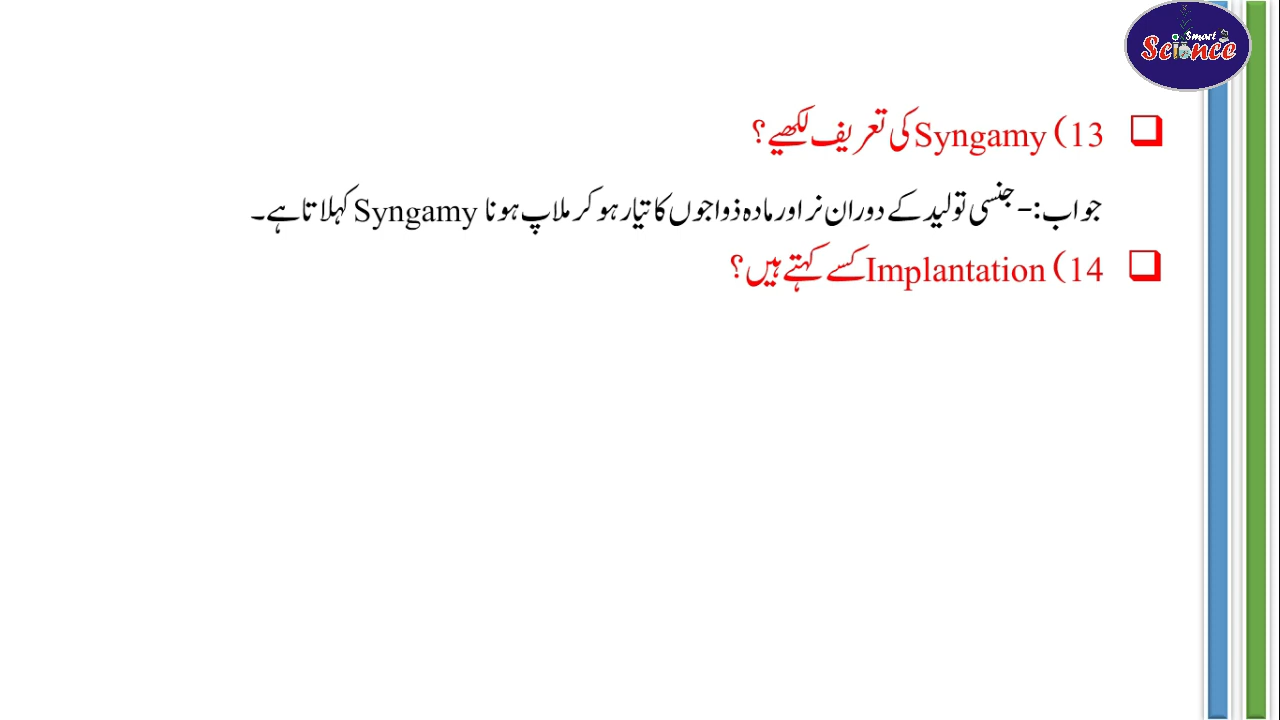 Smart
Science
13) Syngamy کی تعریف لکھیے؟
جواب:- جنسی تولید کے دوران نر اور مادہ ذواجوں کا تیار ہو کر ملاپ ہونا Syngamy کہلاتا ہے۔
14) Implantation کسے کہتے ہیں؟